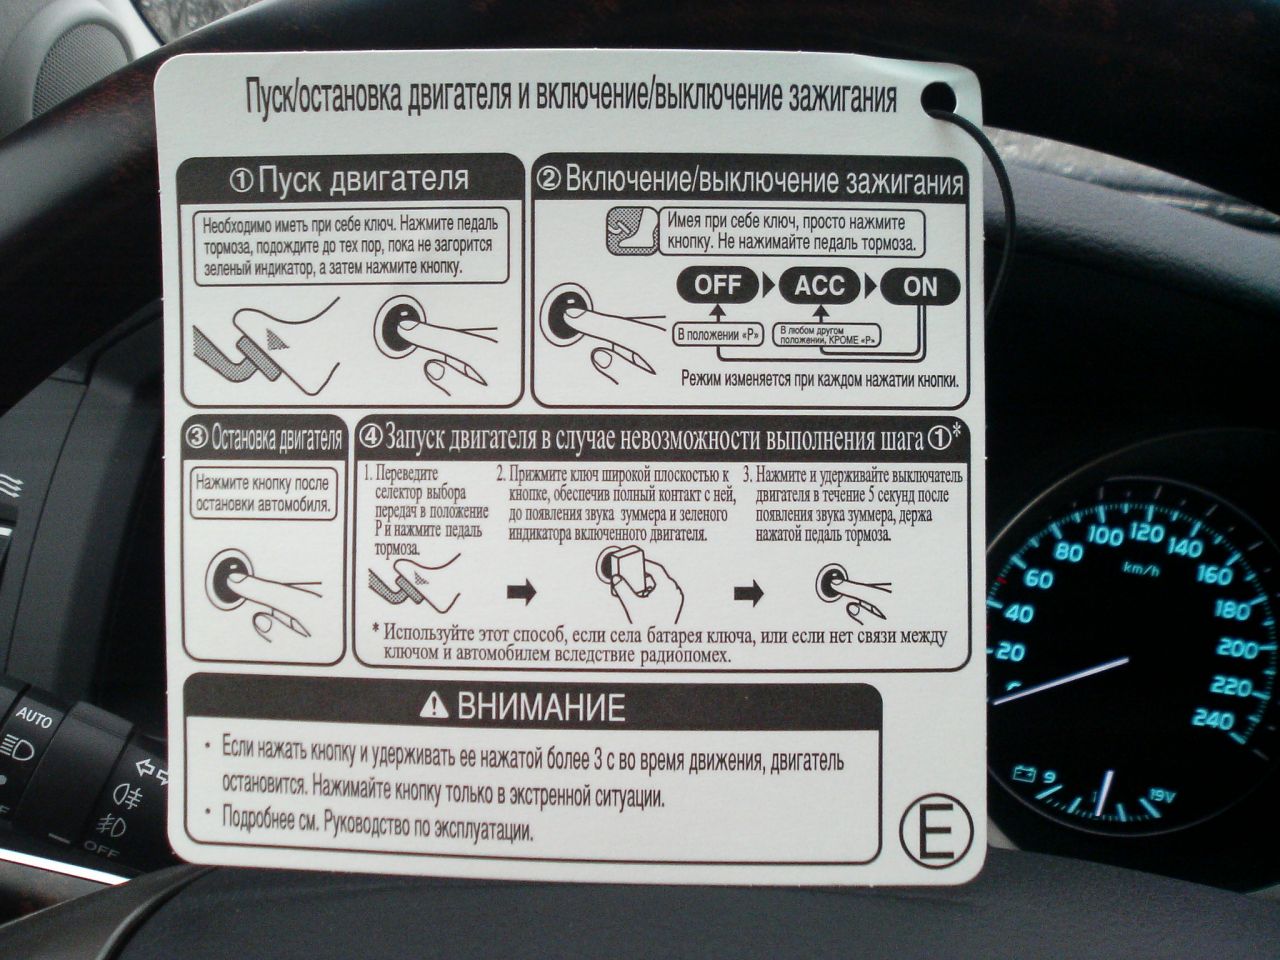 Пуск/остановка двигателя и включение/выключение зажигания
① Пуск двигателя
Необходимо иметь при себе ключ. Нажмите педаль
тормоза, подождите до тех пор, пока не загорится
зеленый индикатор, а затем нажмите кнопку.
② Включение/выключение зажигания
Имея при себе ключ, просто нажмите
кнопку. Не нажимайте педаль тормоза.
OFF ACC ON
В положении «P»
В любом другом
положении, КРОМЕ «P»
Режим изменяется при каждом нажатии кнопки.
③ Остановка двигателя
Нажмите кнопку после
остановки автомобиля.
④ Запуск двигателя в случае невозможности выполнения шага ①*
1. Переведите
селектор выбора
передач в положение
P и нажмите педаль
тормоза.
2. Прижмите ключ широкой плоскостью к
кнопке, обеспечив полный контакт с ней,
до появления звука зуммера и зеленого
индикатора включенного двигателя.
3. Нажмите и удерживайте выключатель
двигателя в течение 5 секунд после
появления звука зуммера, держа
нажатой педаль тормоза.
* Используйте этот способ, если села батарея ключа, или если нет связи между
ключом и автомобилем вследствие радиопомех.
ВНИМАНИЕ
• Если нажать кнопку и удерживать ее нажатой более 3 с во время движения, двигатель
остановится. Нажимайте кнопку только в экстренной ситуации.
• Подробнее см. Руководство по эксплуатации.
E
AUTO
OFF
0 20 40 60 80 100 120 140 160 180 200 220 240
km/h
9 19V